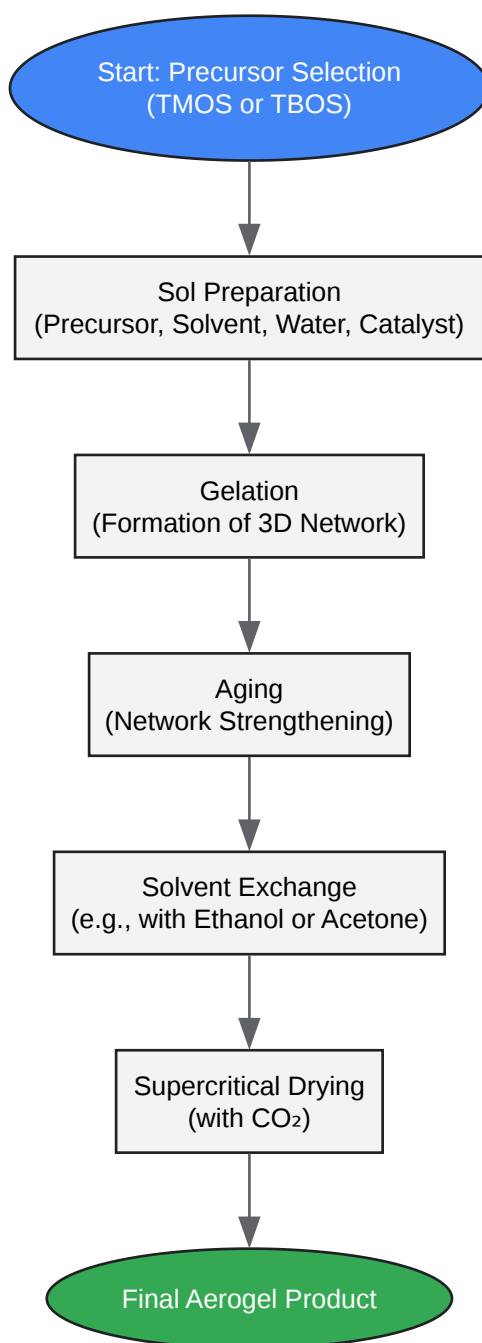 Start: Precursor Selection
(TMOS or TBOS)
Sol Preparation
(Precursor, Solvent, Water, Catalyst)
Gelation
(Formation of 3D Network)
Aging
(Network Strengthening)
Solvent Exchange
(e.g., with Ethanol or Acetone)
Supercritical Drying
(with CO₂)
Final Aerogel Product